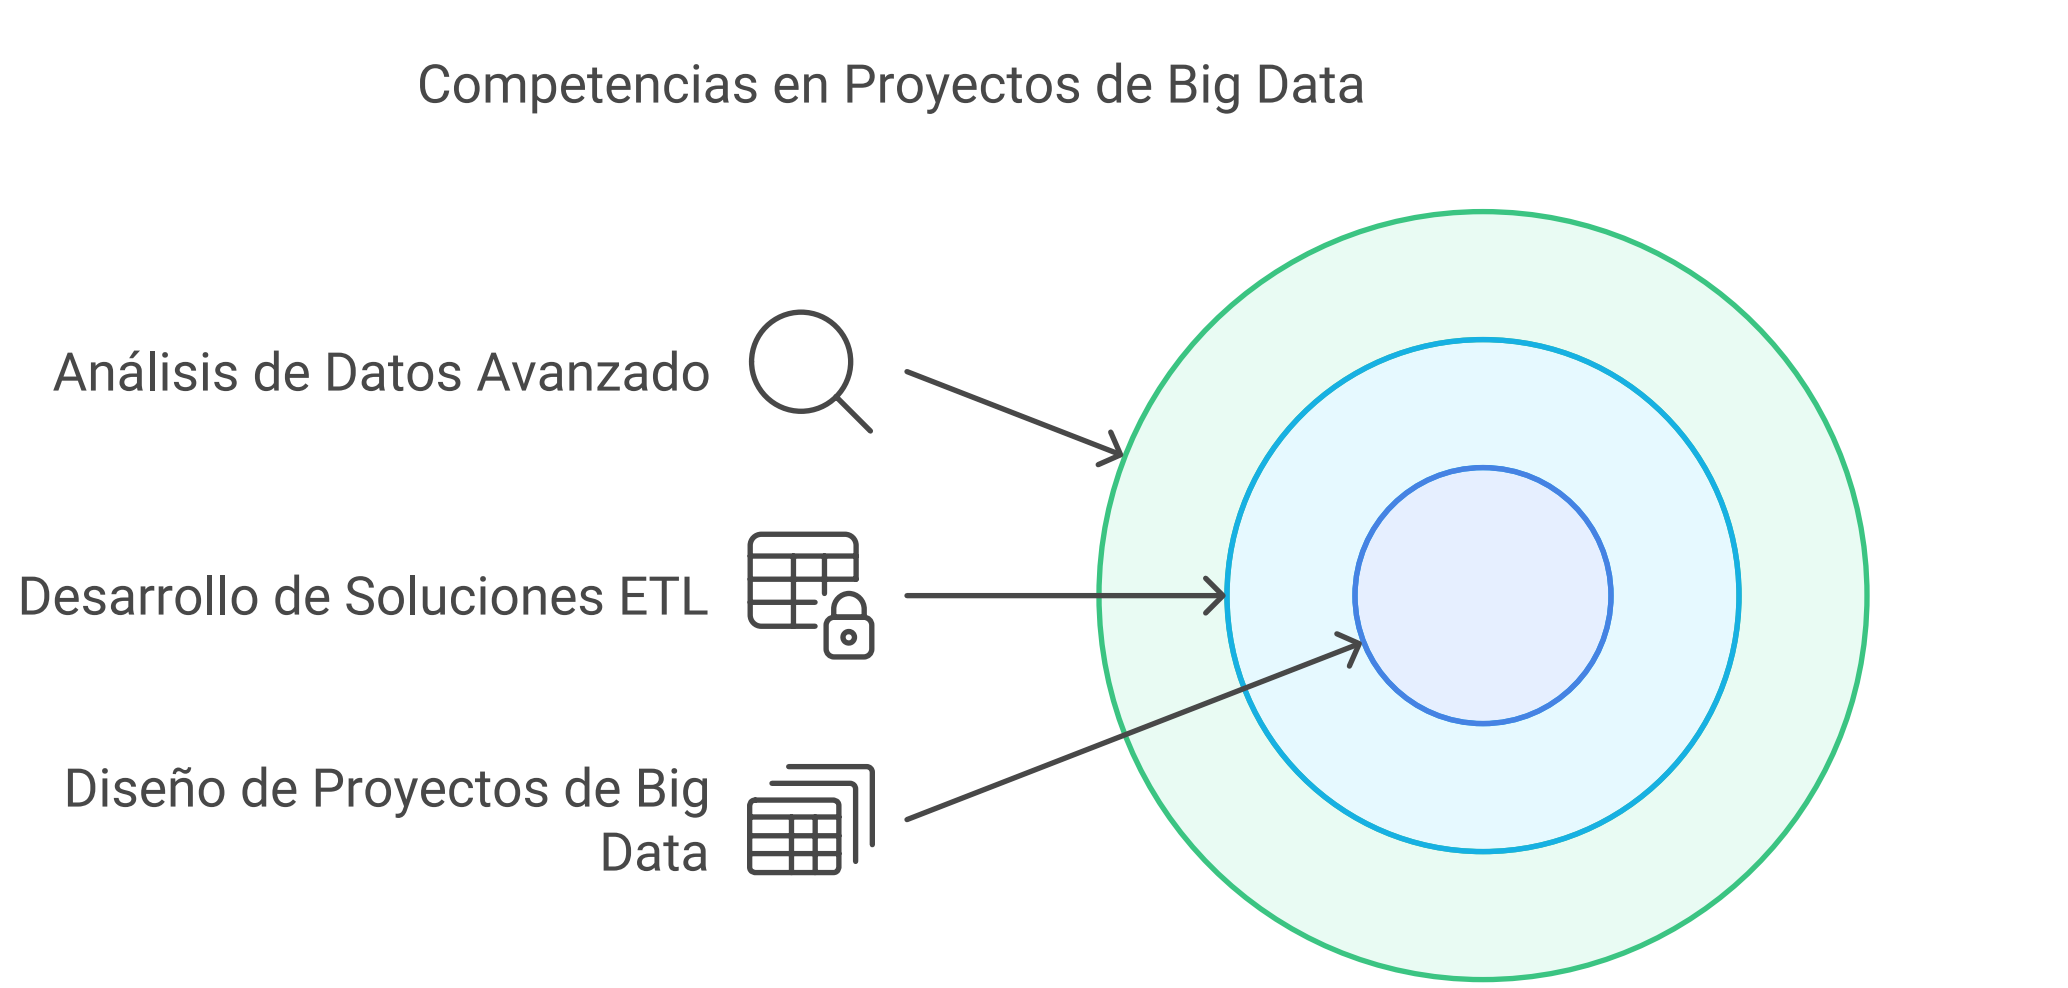 Competencias en Proyectos de Big Data
Análisis de Datos Avanzado
Desarrollo de Soluciones ETL
Diseño de Proyectos de Big
Data